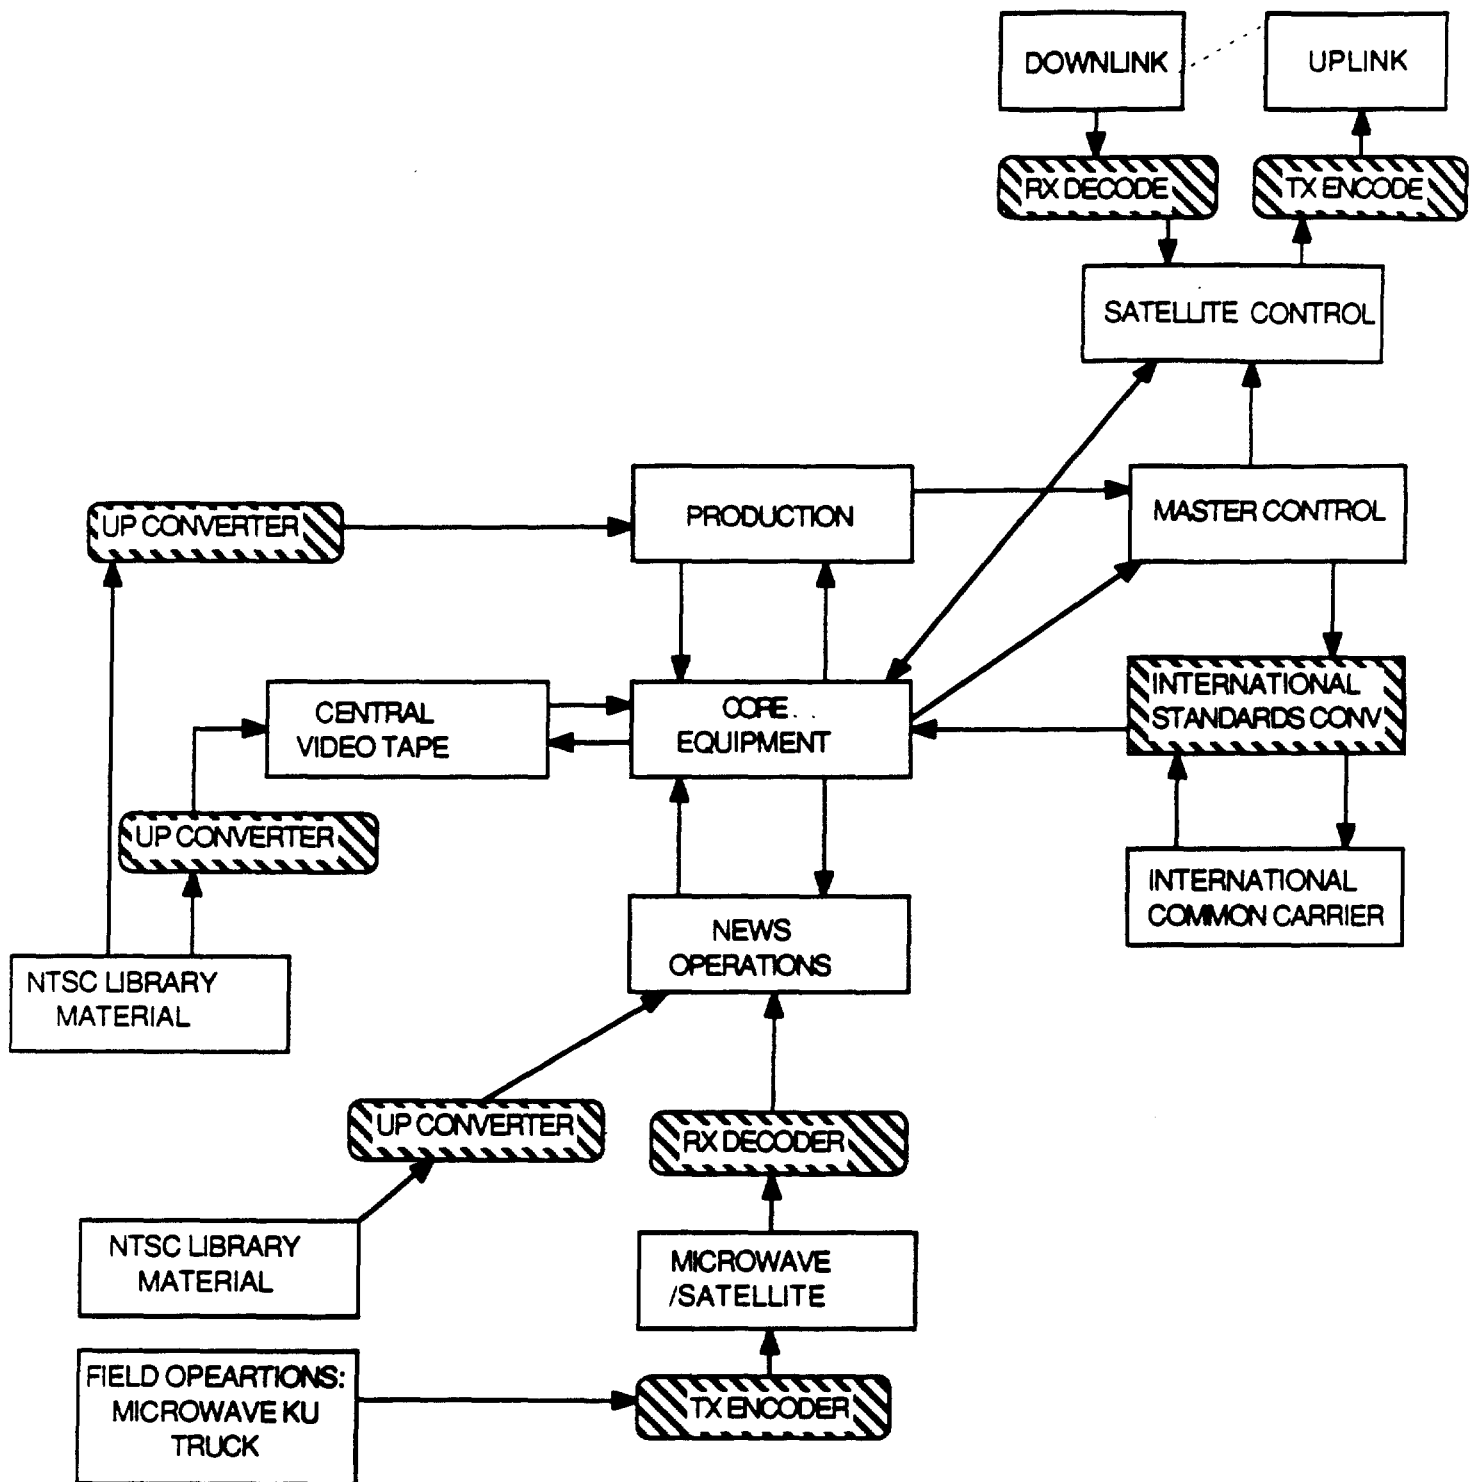 DOWNLINK
UPLINK
RX DECODE
TX ENCODE
SATELLITE CONTROL
PRODUCTION
MASTER CONTROL
UP CONVERTER
CENTRAL
VIDEO TAPE
CORE
EQUIPMENT
INTERNATIONAL
STANDARDS CONV
UP CONVERTER
INTERNATIONAL
COMMON CARRIER
NEWS
OPERATIONS
NTSC LIBRARY
MATERIAL
UP CONVERTER
RX DECODER
NTSC LIBRARY
MATERIAL
MICROWAVE
/SATELLITE
FIELD OPEARTIONS:
MICROWAVE KU
TRUCK
TX ENCODER